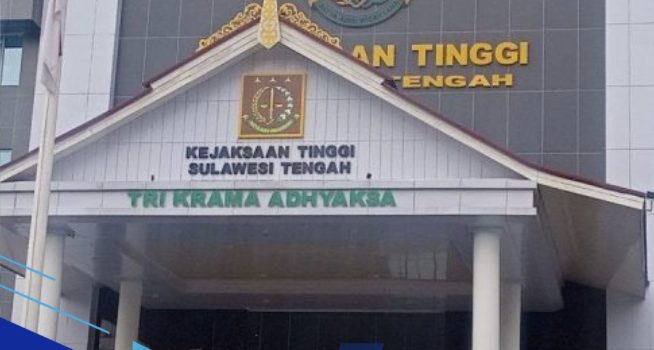 AN TINGGI
TENGAH
KEJAKSAAN TINGGI
SULAWESI TENGAH
TRI KRAMA ADHYAKSA